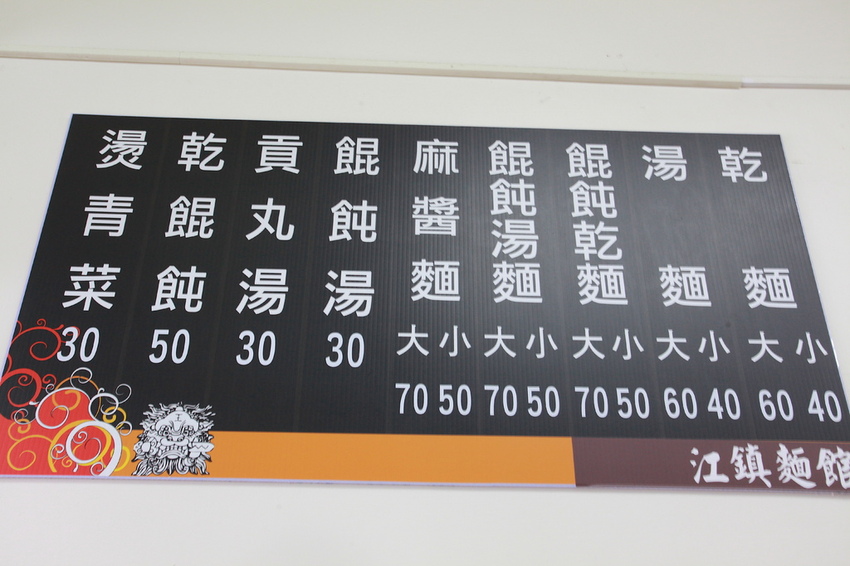 乾麵
大 小
60 40
湯麵
大 小
60 40
餛飩乾麵
大 小
70 50
餛飩湯麵
大 小
70 50
麻醬麵
大 小
70 50
餛飩湯
30
貢丸湯
30
乾餛飩
50
燙青菜
30
江鎮麵館